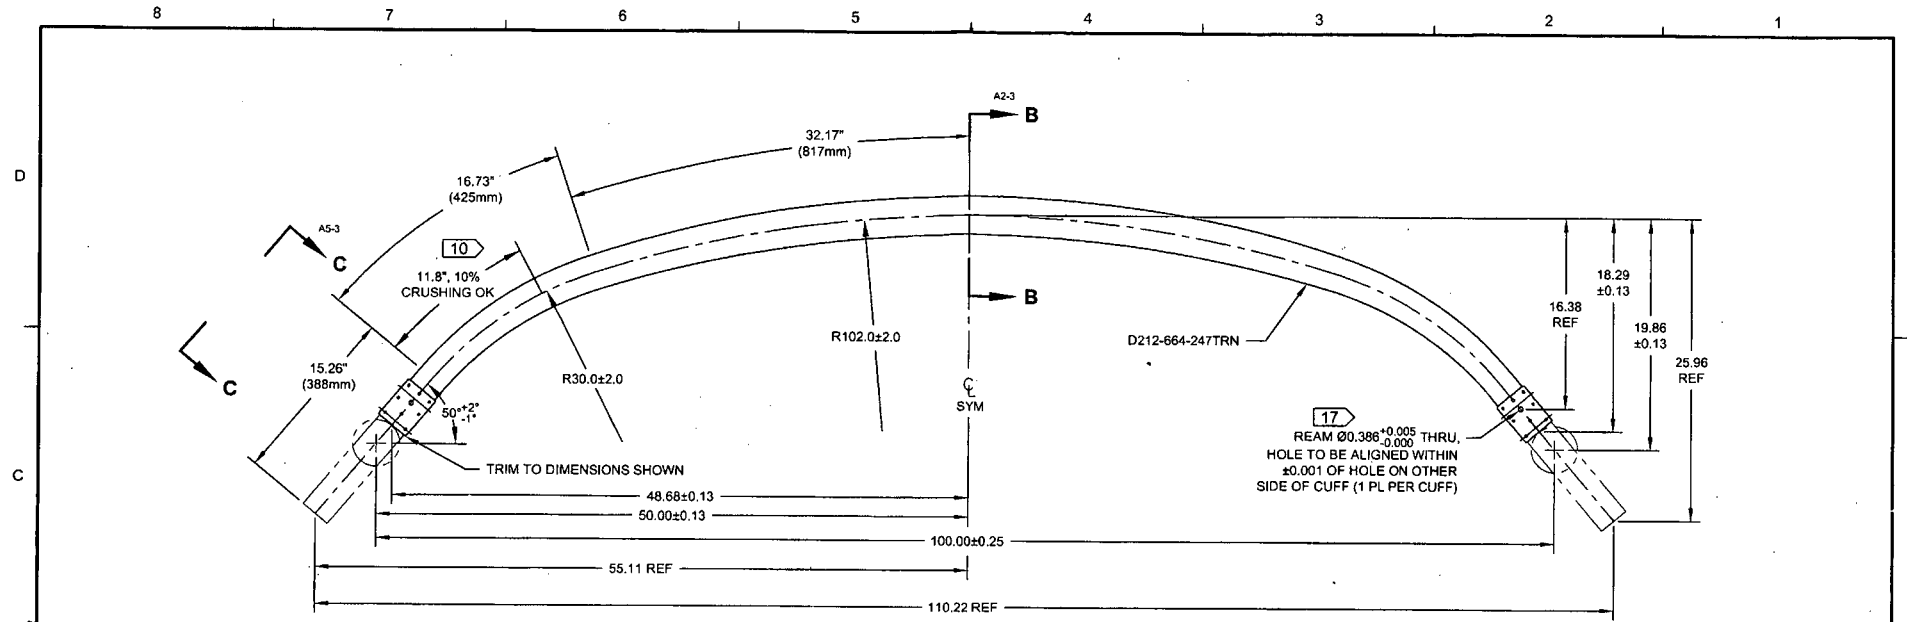 8 7 6 5 4 3 2 1
D
C
A2-3
B
B
32.17"
(817mm)
16.73"
(425mm)
A5-3
C
C
10
11.8", 10%
CRUSHING OK
15.26"
(388mm)
50°+2°
-1°
R30.0±2.0
R102.0±2.0
CL
SYM
D212-664-247TRN
16.38
REF
18.29
±0.13
19.86
±0.13
25.96
REF
17
REAM Ø0.386+0.005 THRU,
-0.000
HOLE TO BE ALIGNED WITHIN
±0.001 OF HOLE ON OTHER
SIDE OF CUFF (1 PL PER CUFF)
TRIM TO DIMENSIONS SHOWN
48.68±0.13
50.00±0.13
100.00±0.25
55.11 REF
110.22 REF